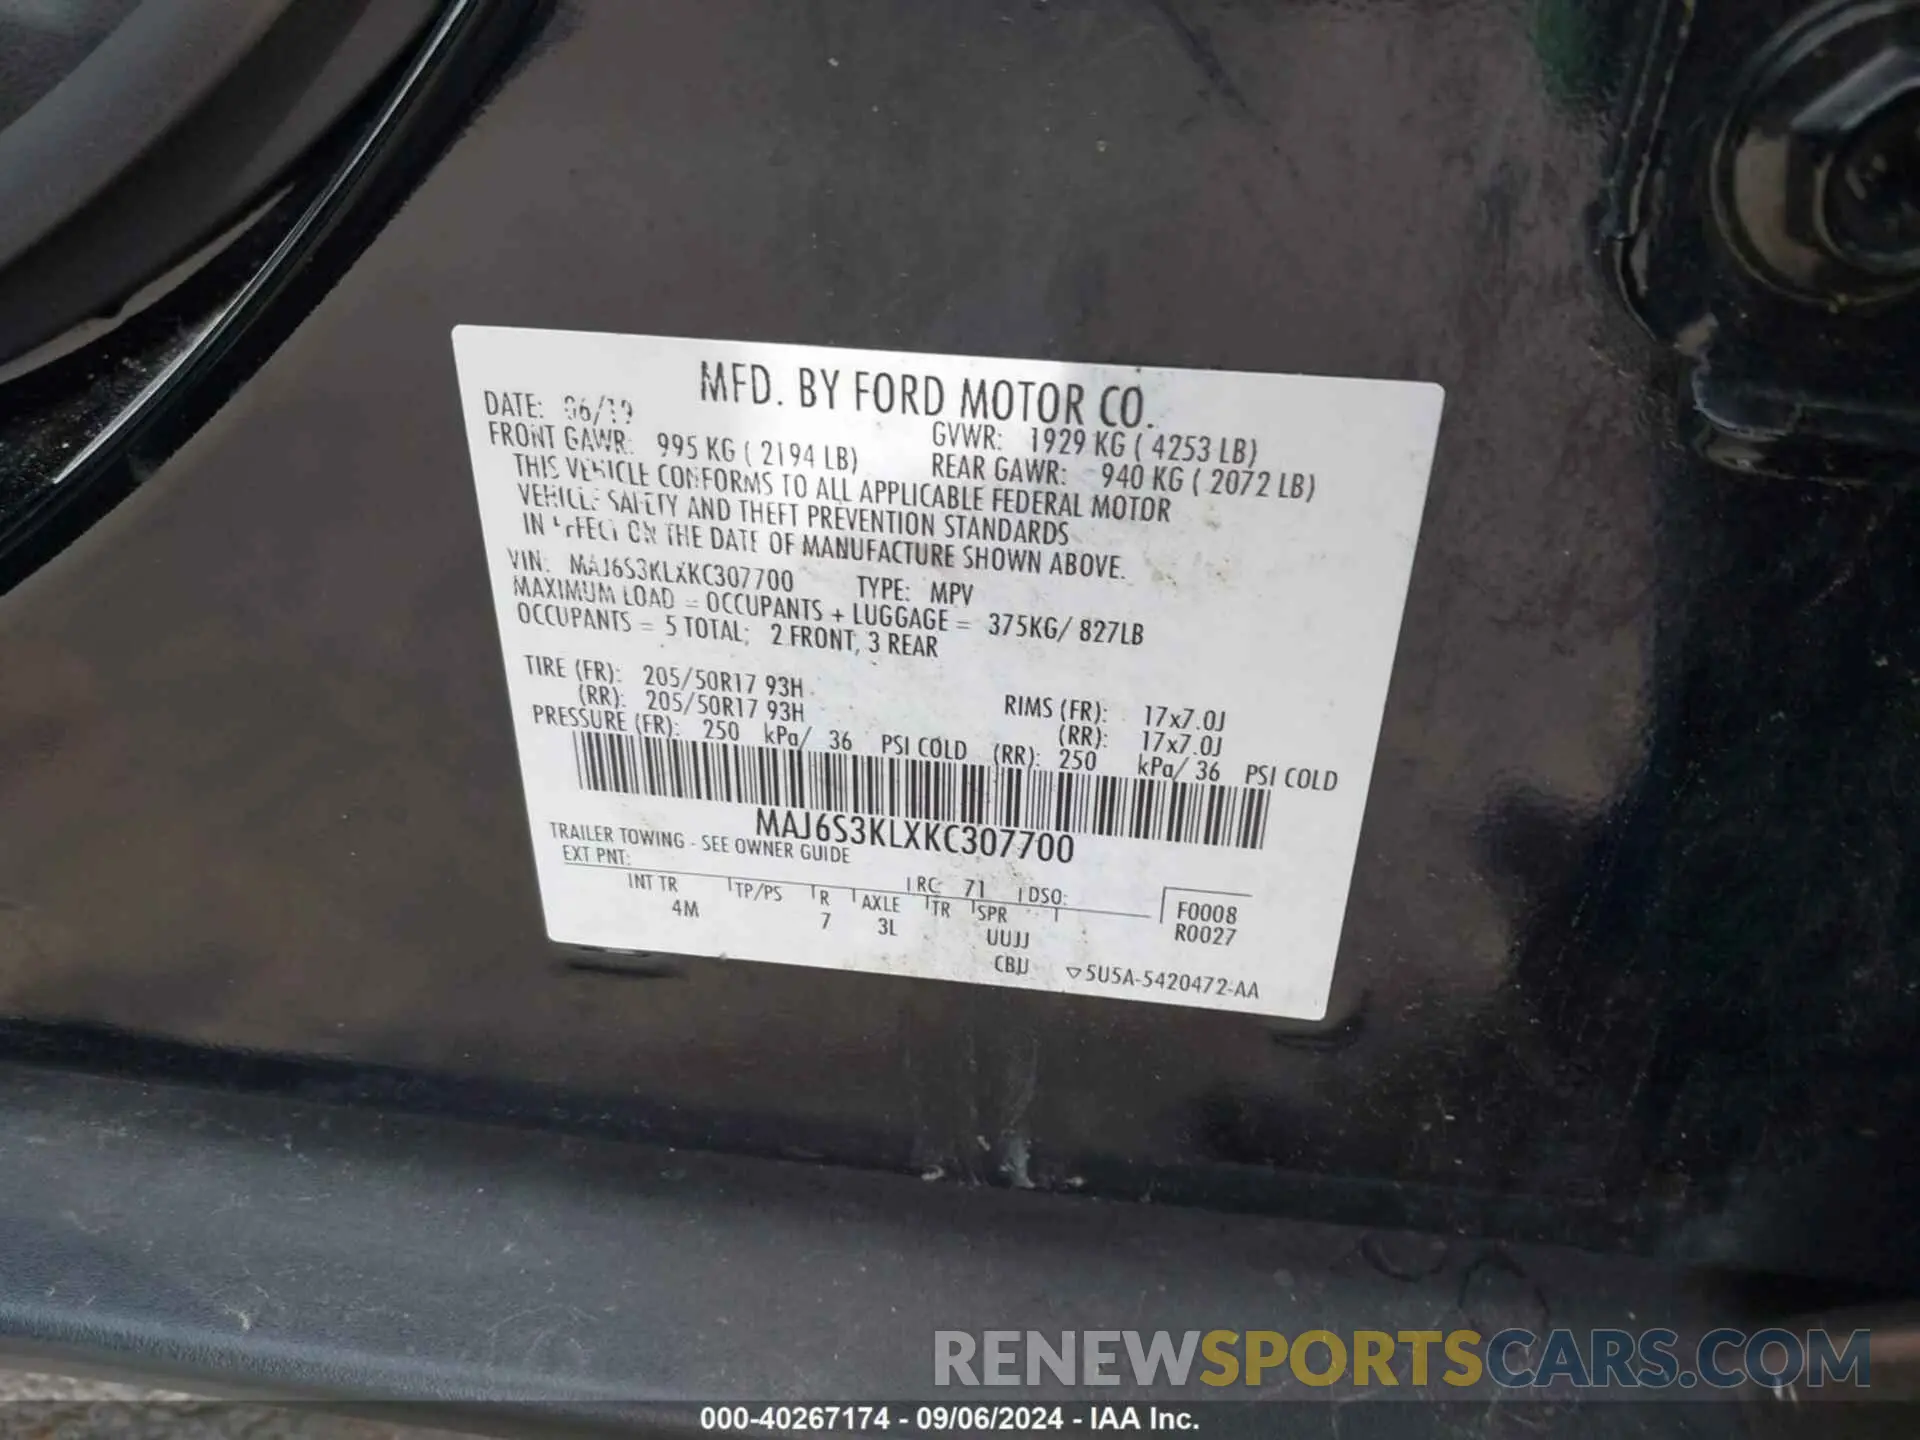 MFD. BY FORD MOTOR CO.
DATE: 06/19 GVWR: 1929 KG ( 4253 LB)
FRONT GAWR: 995 KG ( 2194 LB) REAR GAWR: 940 KG ( 2072 LB)
THIS VEHICLE CONFORMS TO ALL APPLICABLE FEDERAL MOTOR
VEHICLE SAFETY AND THEFT PREVENTION STANDARDS
IN EFFECT ON THE DATE OF MANUFACTURE SHOWN ABOVE.
VIN: MAJ6S3KLXKC307700 TYPE: MPV
MAXIMUM LOAD = OCCUPANTS + LUGGAGE = 375KG/ 827LB
OCCUPANTS = 5 TOTAL; 2 FRONT, 3 REAR
TIRE (FR): 205/50R17 93H RIMS (FR): 17x7.0J
(RR): 205/50R17 93H (RR): 17x7.0J
PRESSURE (FR): 250 kPa/ 36 PSI COLD (RR): 250 kPa/ 36 PSI COLD
MAJ6S3KLXKC307700
TRAILER TOWING - SEE OWNER GUIDE
EXT PNT: RC: 71 DSO:
INT TR TP/PS R AXLE TR SPR F0008
4M 7 3L UUJJ R0027
CBJJ 5U5A-5420472-AA
RENEWSPORTSCARS.COM
000-40267174 - 09/06/2024 - IAA Inc.